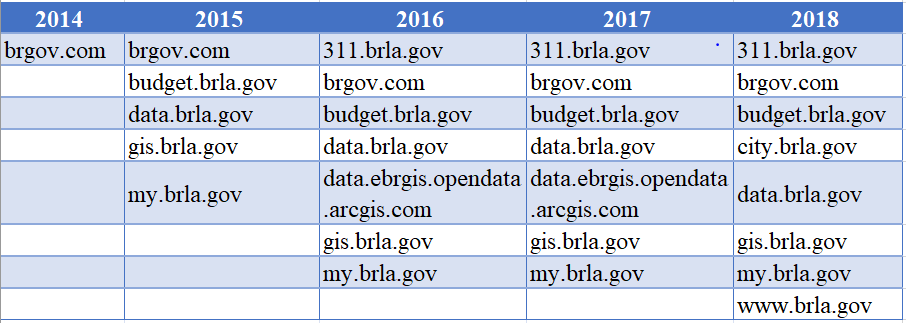 2014 2015 2016 2017 2018
brgov.com brgov.com 311.brla.gov 311.brla.gov 311.brla.gov
budget.brla.gov brgov.com brgov.com brgov.com
data.brla.gov budget.brla.gov budget.brla.gov budget.brla.gov
gis.brla.gov data.brla.gov data.brla.gov city.brla.gov
my.brla.gov data.ebrgis.opendata data.ebrgis.opendata data.brla.gov
.arcgis.com .arcgis.com
gis.brla.gov gis.brla.gov gis.brla.gov
my.brla.gov my.brla.gov my.brla.gov
www.brla.gov